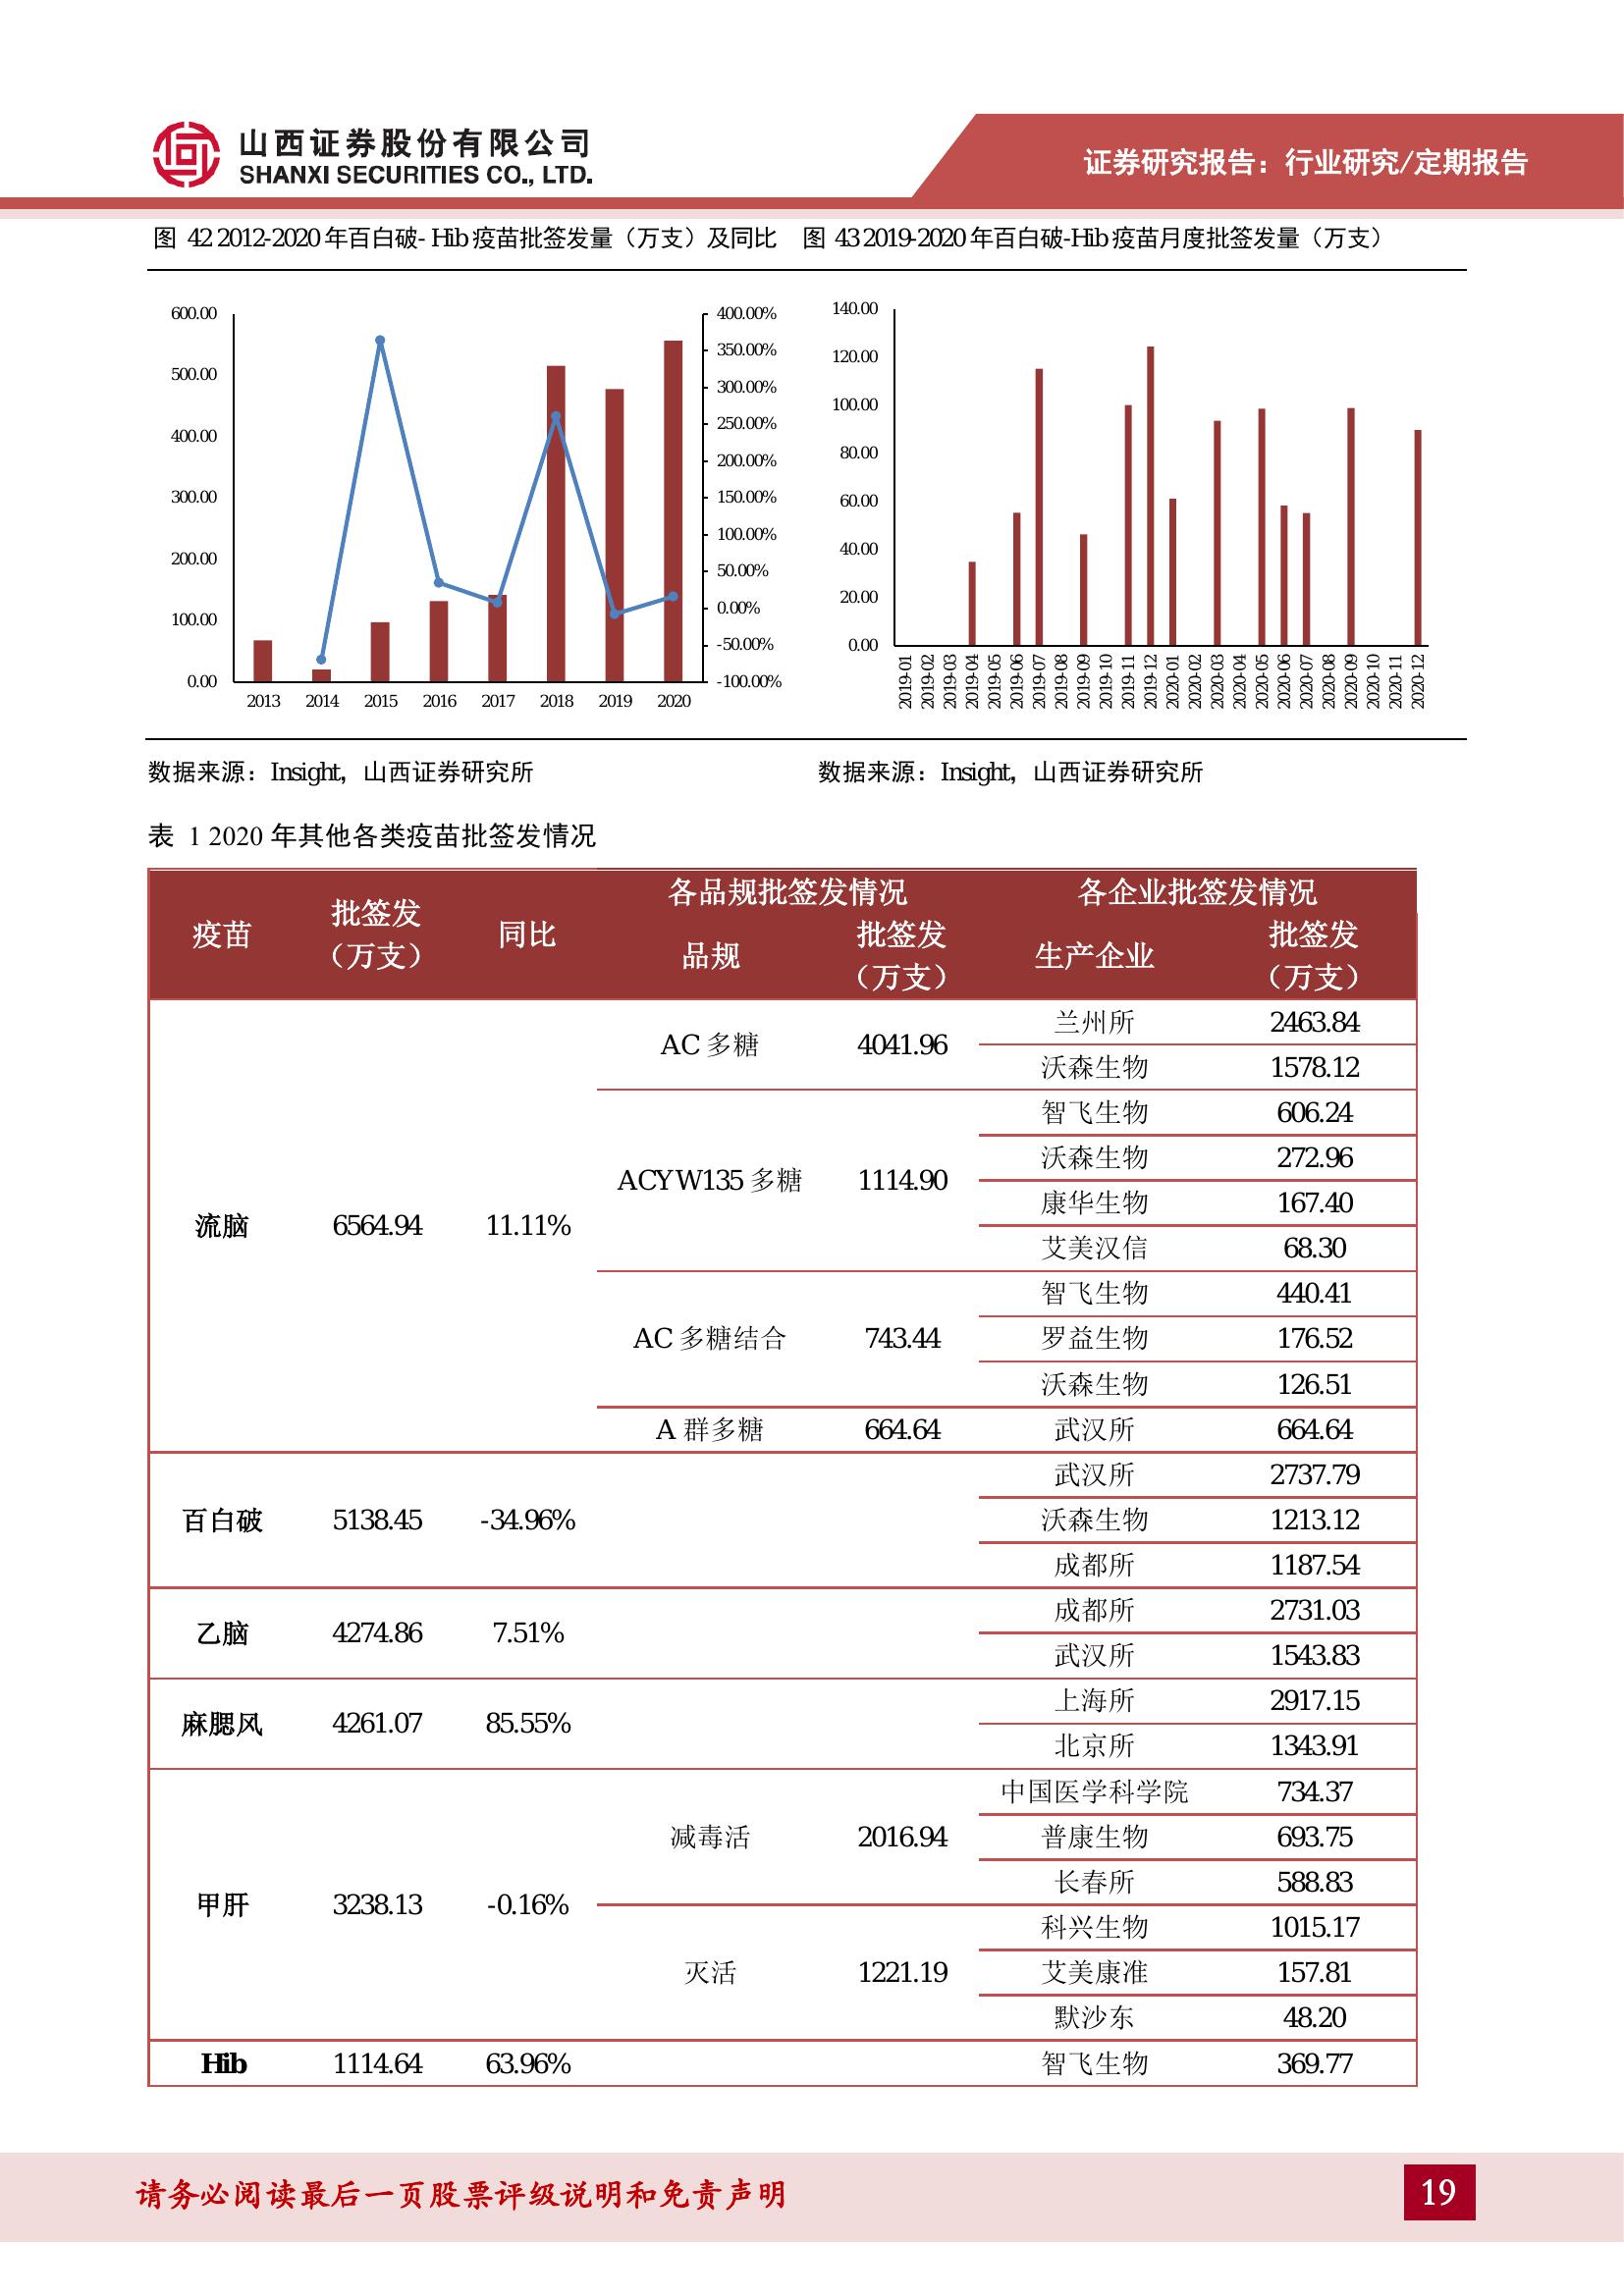 山西证券股份有限公司
SHANXI SECURITIES CO., LTD.
证券研究报告：行业研究/定期报告
图 42 2012-2020 年百白破- Hib 疫苗批签发量（万支）及同比
图 43 2019-2020 年百白破-Hib 疫苗月度批签发量（万支）
600.00
500.00
400.00
300.00
200.00
100.00
0.00
400.00%
350.00%
300.00%
250.00%
200.00%
150.00%
100.00%
50.00%
0.00%
-50.00%
-100.00%
2013 2014 2015 2016 2017 2018 2019 2020
140.00
120.00
100.00
80.00
60.00
40.00
20.00
0.00
2019-01
2019-02
2019-03
2019-04
2019-05
2019-06
2019-07
2019-08
2019-09
2019-10
2019-11
2019-12
2020-01
2020-02
2020-03
2020-04
2020-05
2020-06
2020-07
2020-08
2020-09
2020-10
2020-11
2020-12
数据来源：Insight，山西证券研究所
数据来源：Insight，山西证券研究所
表 1 2020 年其他各类疫苗批签发情况
疫苗 批签发（万支） 同比 各品规批签发情况 各企业批签发情况
品规 批签发（万支） 生产企业 批签发（万支）
流脑 6564.94 11.11% AC 多糖 4041.96 兰州所 2463.84
沃森生物 1578.12
ACYW135 多糖 1114.90 智飞生物 606.24
沃森生物 272.96
康华生物 167.40
艾美汉信 68.30
AC 多糖结合 743.44 智飞生物 440.41
罗益生物 176.52
沃森生物 126.51
A 群多糖 664.64 武汉所 664.64
百白破 5138.45 -34.96% 武汉所 2737.79
沃森生物 1213.12
成都所 1187.54
乙脑 4274.86 7.51% 成都所 2731.03
武汉所 1543.83
麻腮风 4261.07 85.55% 上海所 2917.15
北京所 1343.91
甲肝 3238.13 -0.16% 减毒活 2016.94 中国医学科学院 734.37
普康生物 693.75
长春所 588.83
灭活 1221.19 科兴生物 1015.17
艾美康淮 157.81
默沙东 48.20
Hib 1114.64 63.96% 智飞生物 369.77
请务必阅读最后一页股票评级说明和免责声明
19